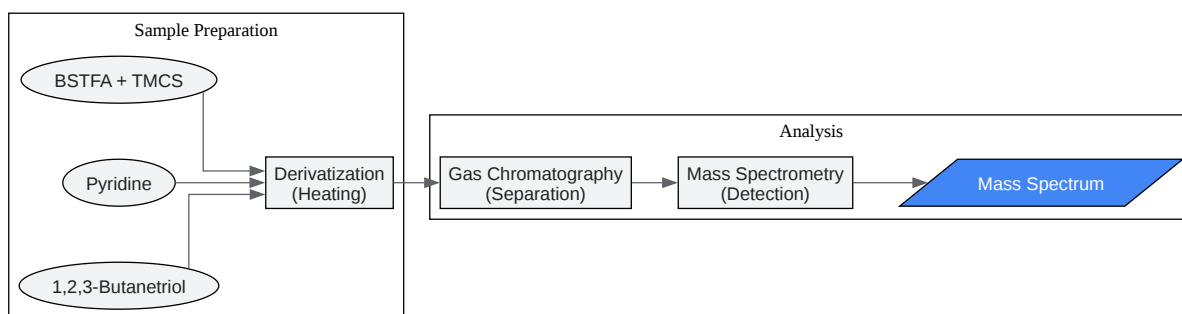 Sample Preparation
BSTFA + TMCS
Pyridine
1,2,3-Butanetriol
Derivatization
(Heating)
Analysis
Gas Chromatography
(Separation)
Mass Spectrometry
(Detection)
Mass Spectrum